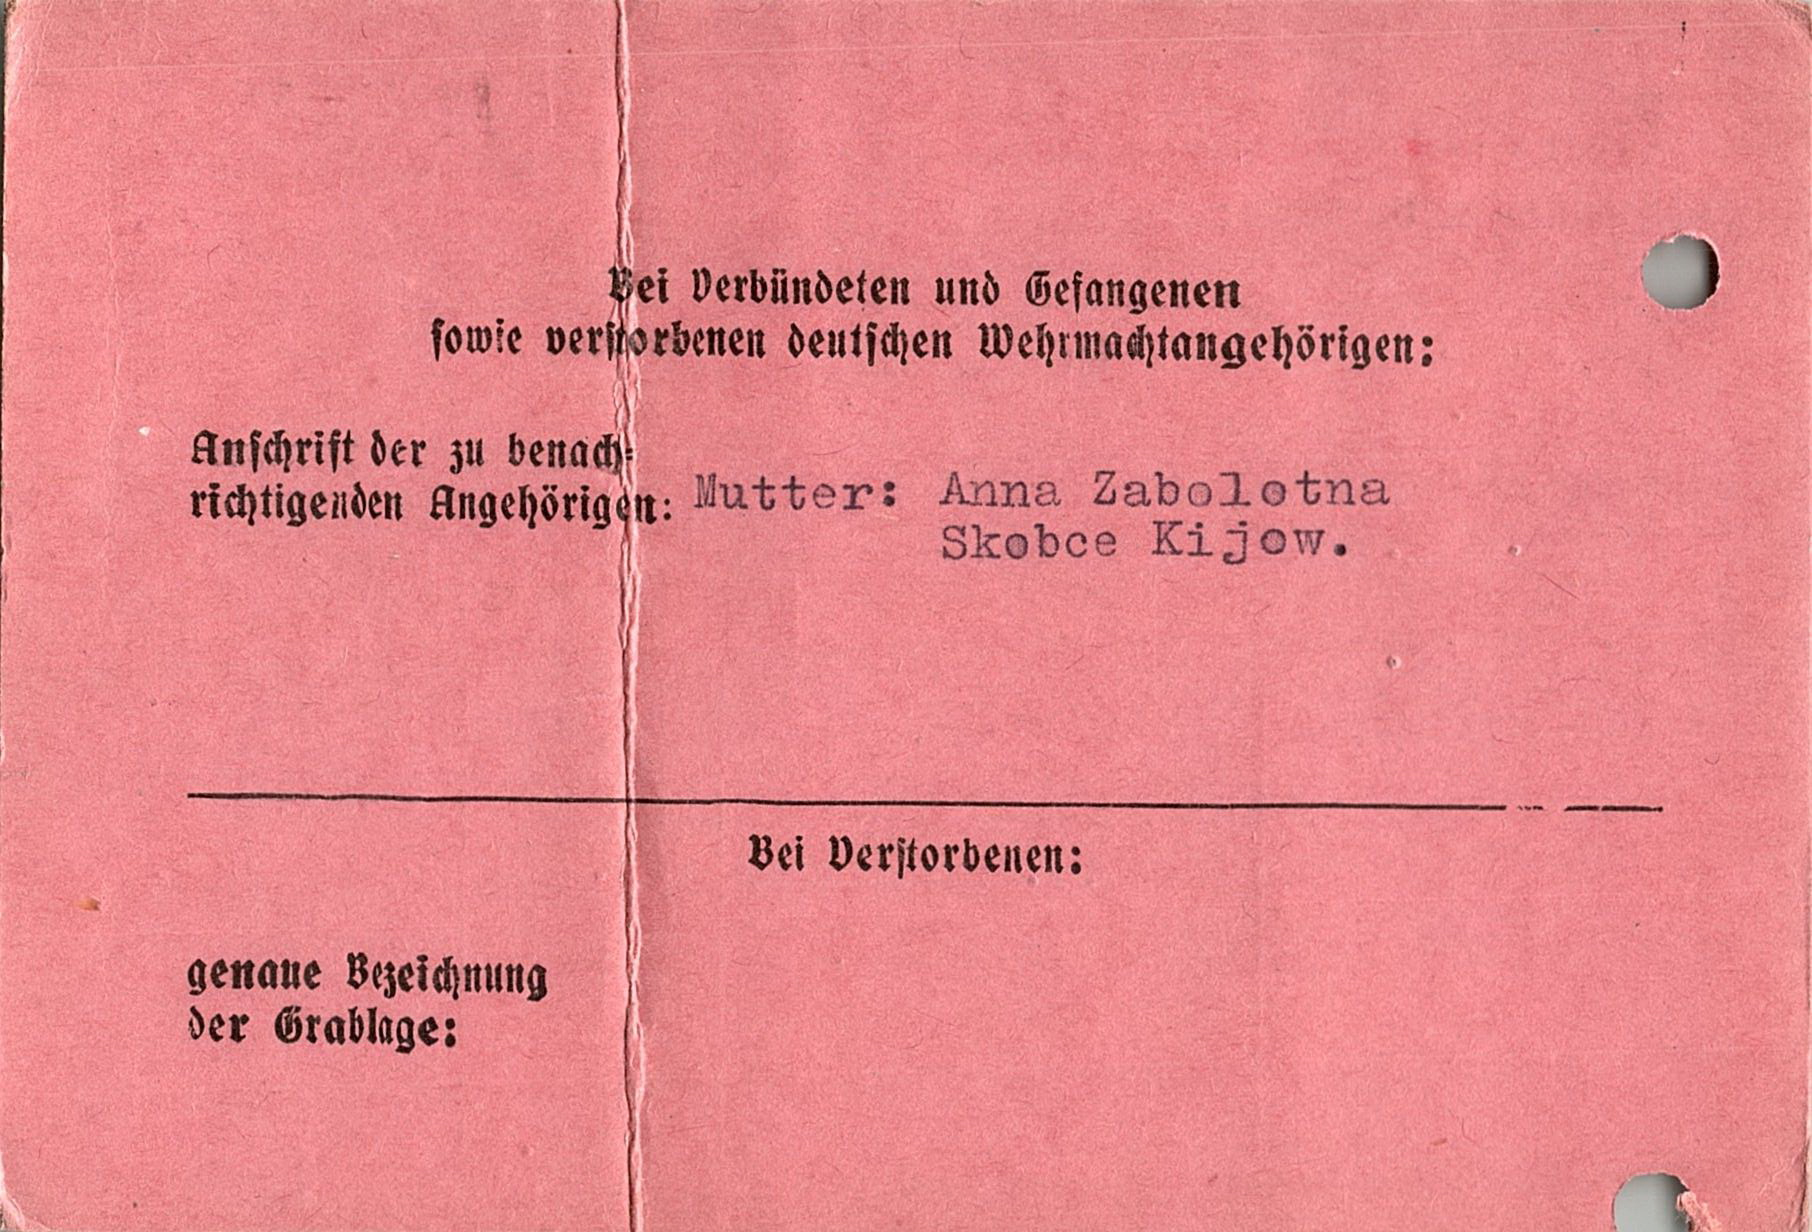 Bei Verbündeten und Gefangenen
sowie verstorbenen deutschen Wehrmachtangehörigen:
Anschrift der zu benach-
richtigenden Angehörigen: Mutter: Anna Zabolotna
Skobce Kijow.
Bei Verstorbenen:
genaue Bezeichnung
der Grablage: